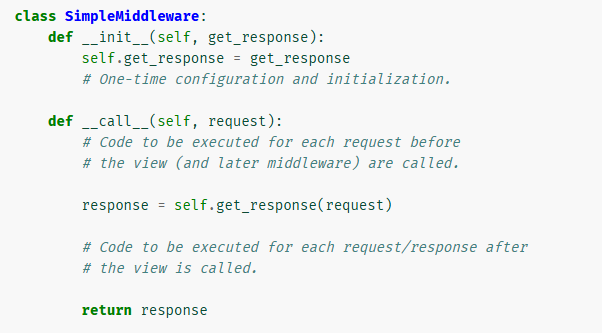 class SimpleMiddleware:
    def __init__(self, get_response):
        self.get_response = get_response
        # One-time configuration and initialization.

    def __call__(self, request):
        # Code to be executed for each request before
        # the view (and later middleware) are called.

        response = self.get_response(request)

        # Code to be executed for each request/response after
        # the view is called.

        return response